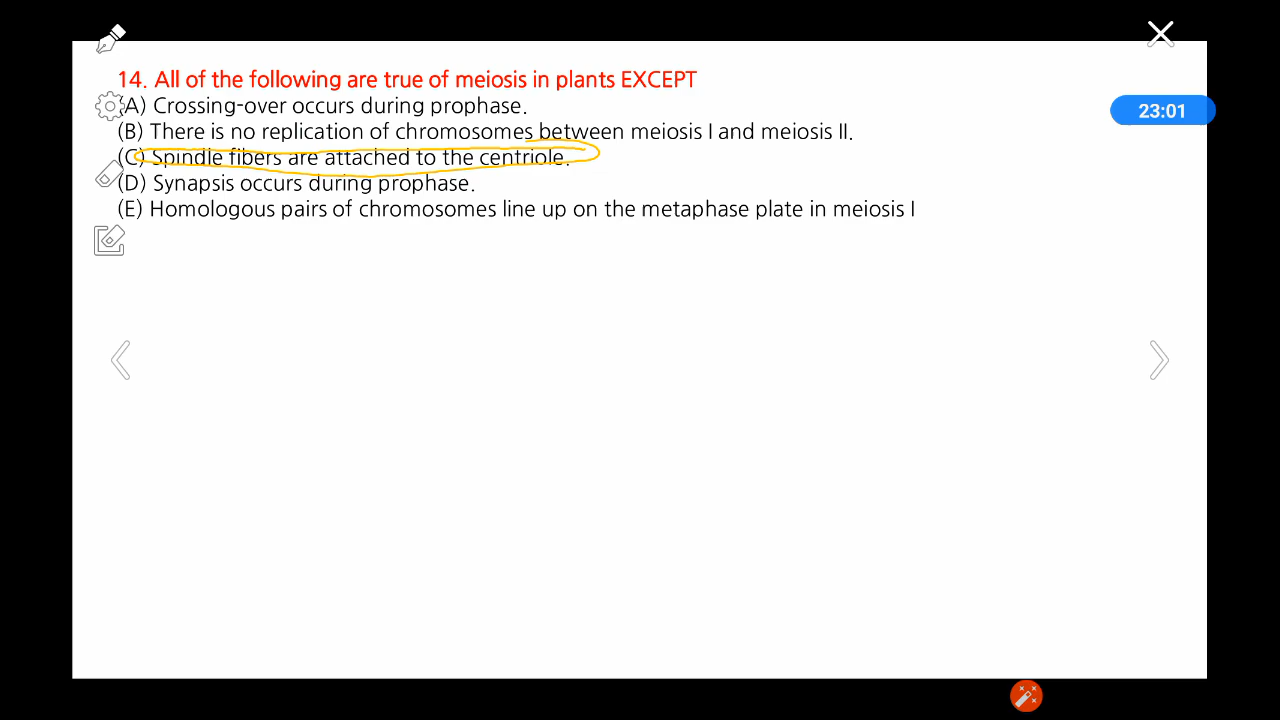 14. All of the following are true of meiosis in plants EXCEPT
(A) Crossing-over occurs during prophase.
23:01
(B) There is no replication of chromosomes between meiosis I and meiosis II.
(C) Spindle fibers are attached to the centriole.
(D) Synapsis occurs during prophase.
(E) Homologous pairs of chromosomes line up on the metaphase plate in meiosis I